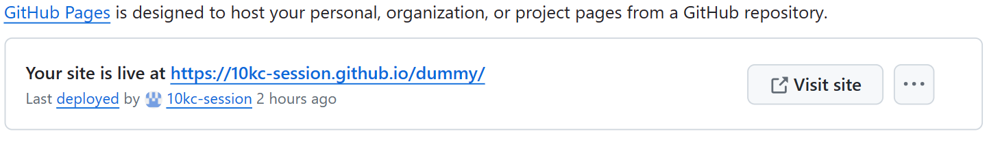 GitHub Pages is designed to host your personal, organization, or project pages from a GitHub repository.
Your site is live at https://10kc-session.github.io/dummy/
Last deployed by 10kc-session 2 hours ago
Visit site